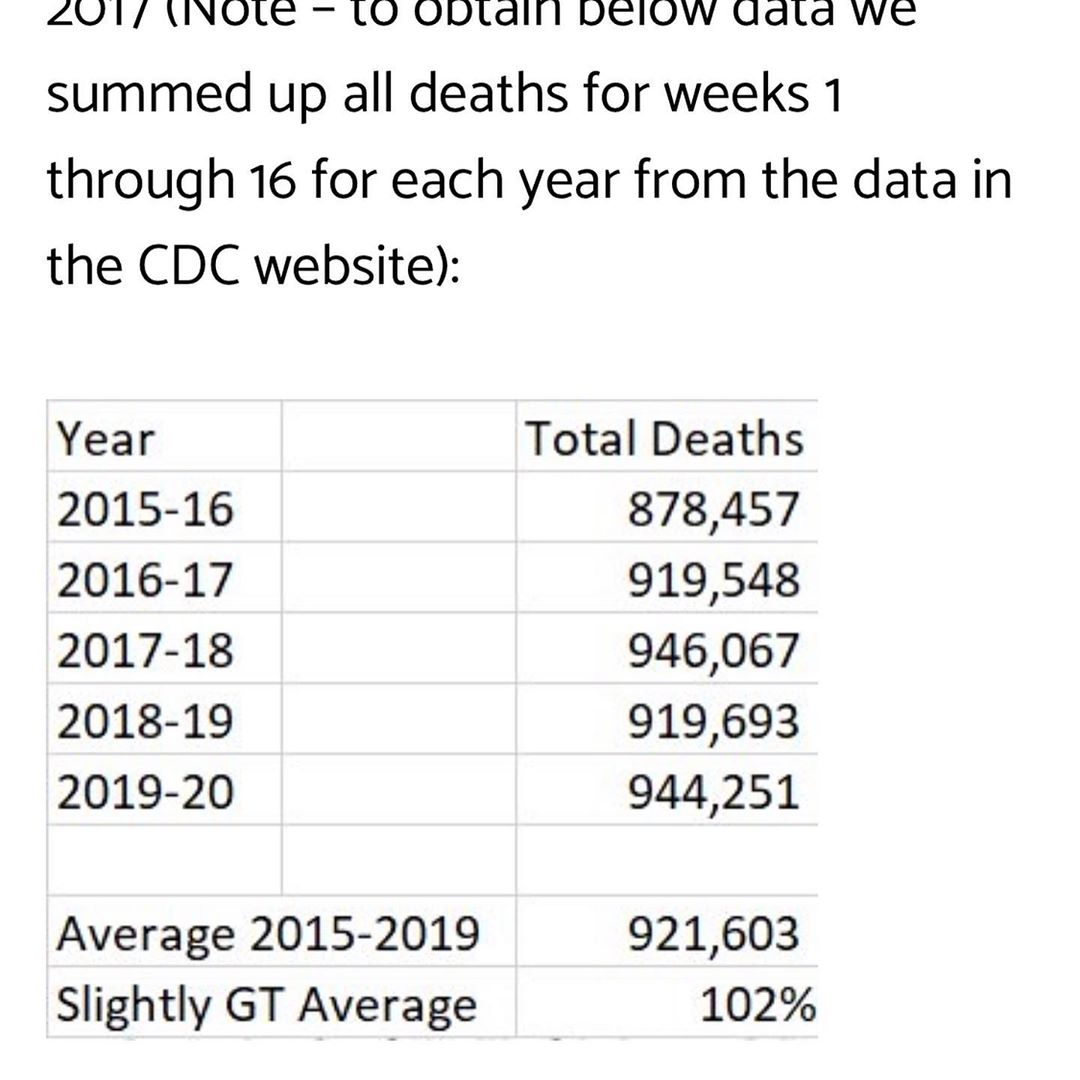 2017 (Note – to obtain below data we
summed up all deaths for weeks 1
through 16 for each year from the data in
the CDC website):
Year Total Deaths
2015-16 878,457
2016-17 919,548
2017-18 946,067
2018-19 919,693
2019-20 944,251
Average 2015-2019 921,603
Slightly GT Average 102%